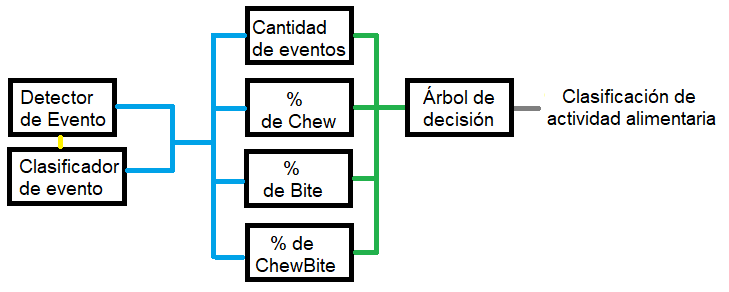 Cantidad
de eventos
Detector
de Evento
Clasificador
de evento
%
de Chew
%
de Bite
% de
ChewBite
Árbol de
decisión
Clasificación de
actividad alimentaria